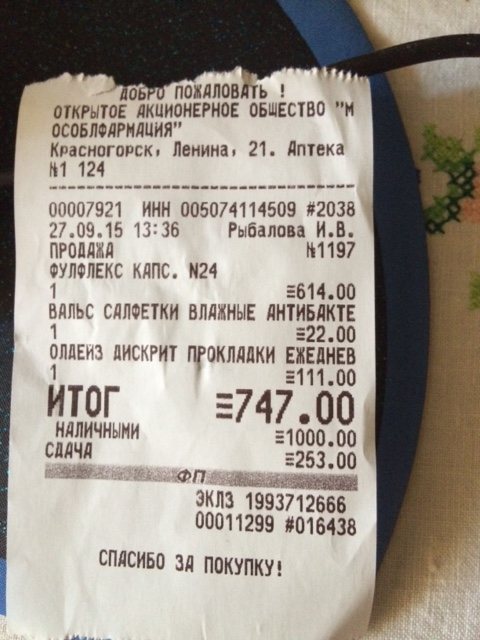 ДОБРО ПОЖАЛОВАТЬ !
ОТКРЫТОЕ АКЦИОНЕРНОЕ ОБЩЕСТВО "М
ОСОБЛФАРМАЦИЯ"
Красногорск, Ленина, 21. Аптека
№1 124
--------------------------------
00007921 ИНН 005074114509 #2038
27.09.15 13:36 Рыбалова И.В.
ПРОДАЖА №1197
ФУЛФЛЕКС КАПС. N24
1 ≡614.00
ВАЛЬС САЛФЕТКИ ВЛАЖНЫЕ АНТИБАКТЕ
1 ≡22.00
ОЛДЕЙЗ ДИСКРИТ ПРОКЛАДКИ ЕЖЕДНЕВ
1 ≡111.00
ИТОГ ≡747.00
НАЛИЧНЫМИ ≡1000.00
СДАЧА ≡253.00
ФП
ЭКЛЗ 1993712666
00011299 #016438
СПАСИБО ЗА ПОКУПКУ!